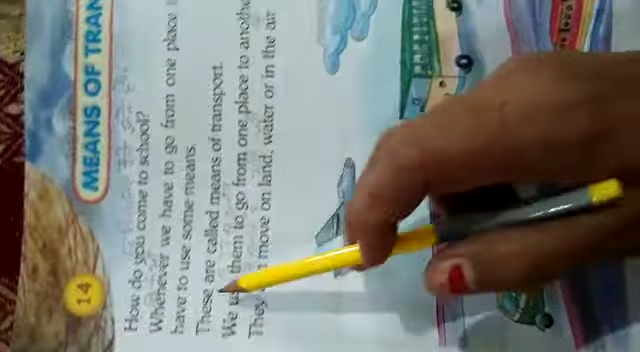 14
MEANS OF TRAN
How do you come to school?
Whenever we have to go from one place
have to use some means.
These are called means of transport.
We them to go from one place to anothe
They move on land, water or in the air